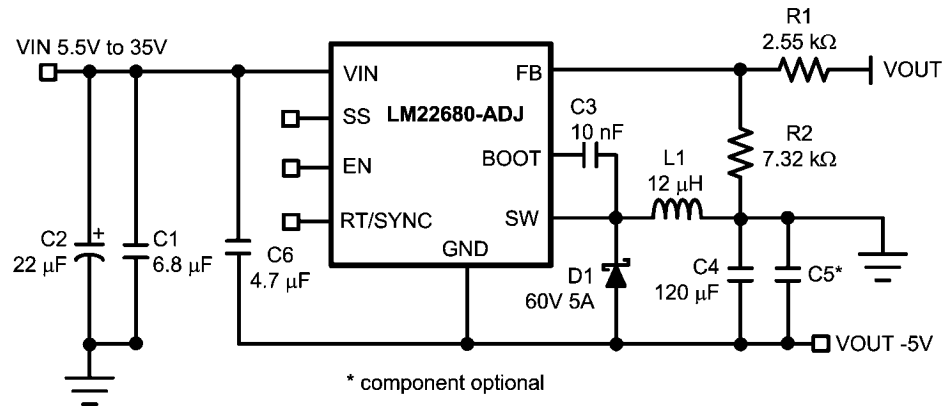 VIN 5.5V to 35V
R1
2.55 kΩ
VOUT
VIN
FB
LM22680-ADJ
SS
C3
10 nF
R2
7.32 kΩ
EN
BOOT
L1
12 µH
RT/SYNC
SW
GND
C2
22 µF
+
C1
6.8 µF
C6
4.7 µF
D1
60V 5A
C4
120 µF
C5*
VOUT -5V
* component optional